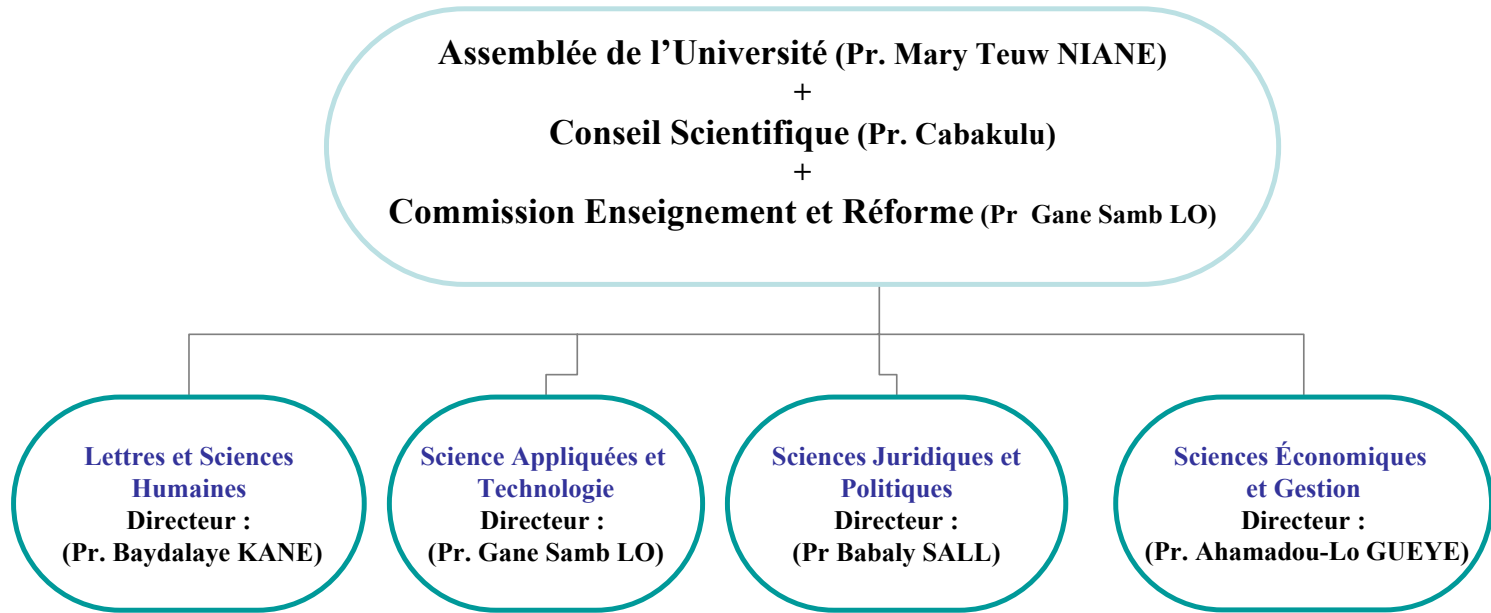 Assemblée de l’Université (Pr. Mary Teuw NIANE)
+
Conseil Scientifique (Pr. Cabakulu)
+
Commission Enseignement et Réforme (Pr Gane Samb LO)
Lettres et Sciences
Humaines
Directeur :
(Pr. Baydalaye KANE)
Science Appliquées et
Technologie
Directeur :
(Pr. Gane Samb LO)
Sciences Juridiques et
Politiques
Directeur :
(Pr Babaly SALL)
Sciences Économiques
et Gestion
Directeur :
(Pr. Ahamadou-Lo GUEYE)